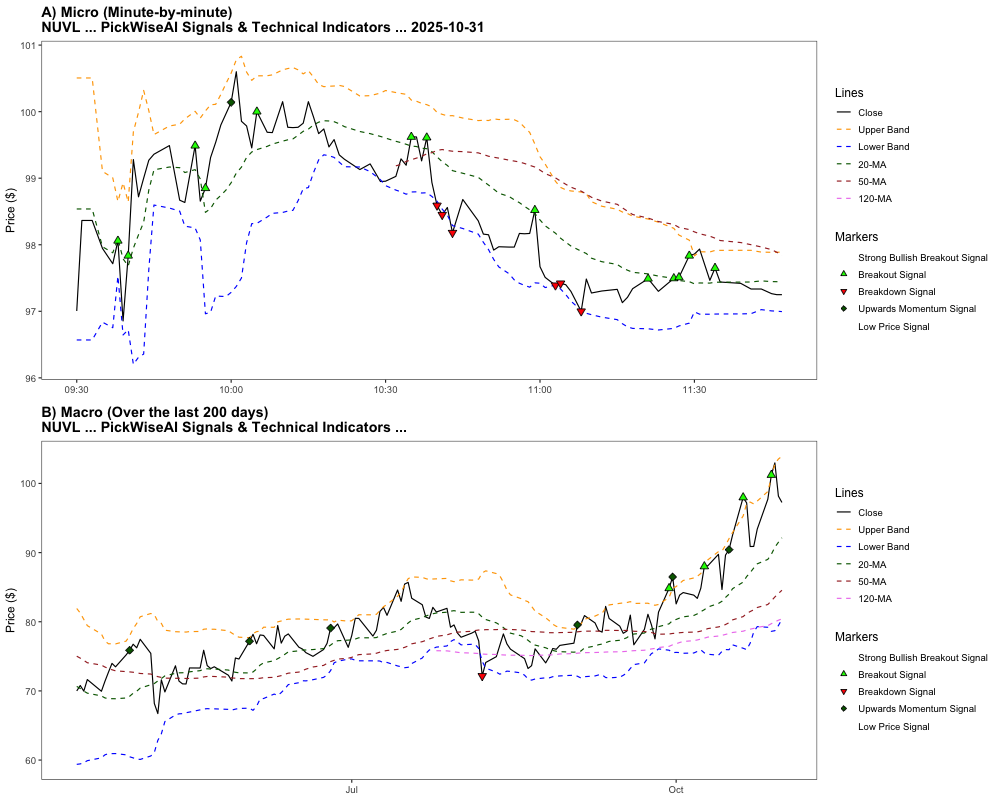 A) Micro (Minute-by-minute)
NUVL ... PickWiseAI Signals & Technical Indicators ... 2025-10-31
Price ($)
101
100
99
98
97
96
09:30
10:00
10:30
11:00
11:30
Lines
Close
Upper Band
Lower Band
20-MA
50-MA
120-MA
Markers
Strong Bullish Breakout Signal
Breakout Signal
Breakdown Signal
Upwards Momentum Signal
Low Price Signal
B) Macro (Over the last 200 days)
NUVL ... PickWiseAI Signals & Technical Indicators ...
Price ($)
100
90
80
70
60
Jul
Oct
Lines
Close
Upper Band
Lower Band
20-MA
50-MA
120-MA
Markers
Strong Bullish Breakout Signal
Breakout Signal
Breakdown Signal
Upwards Momentum Signal
Low Price Signal